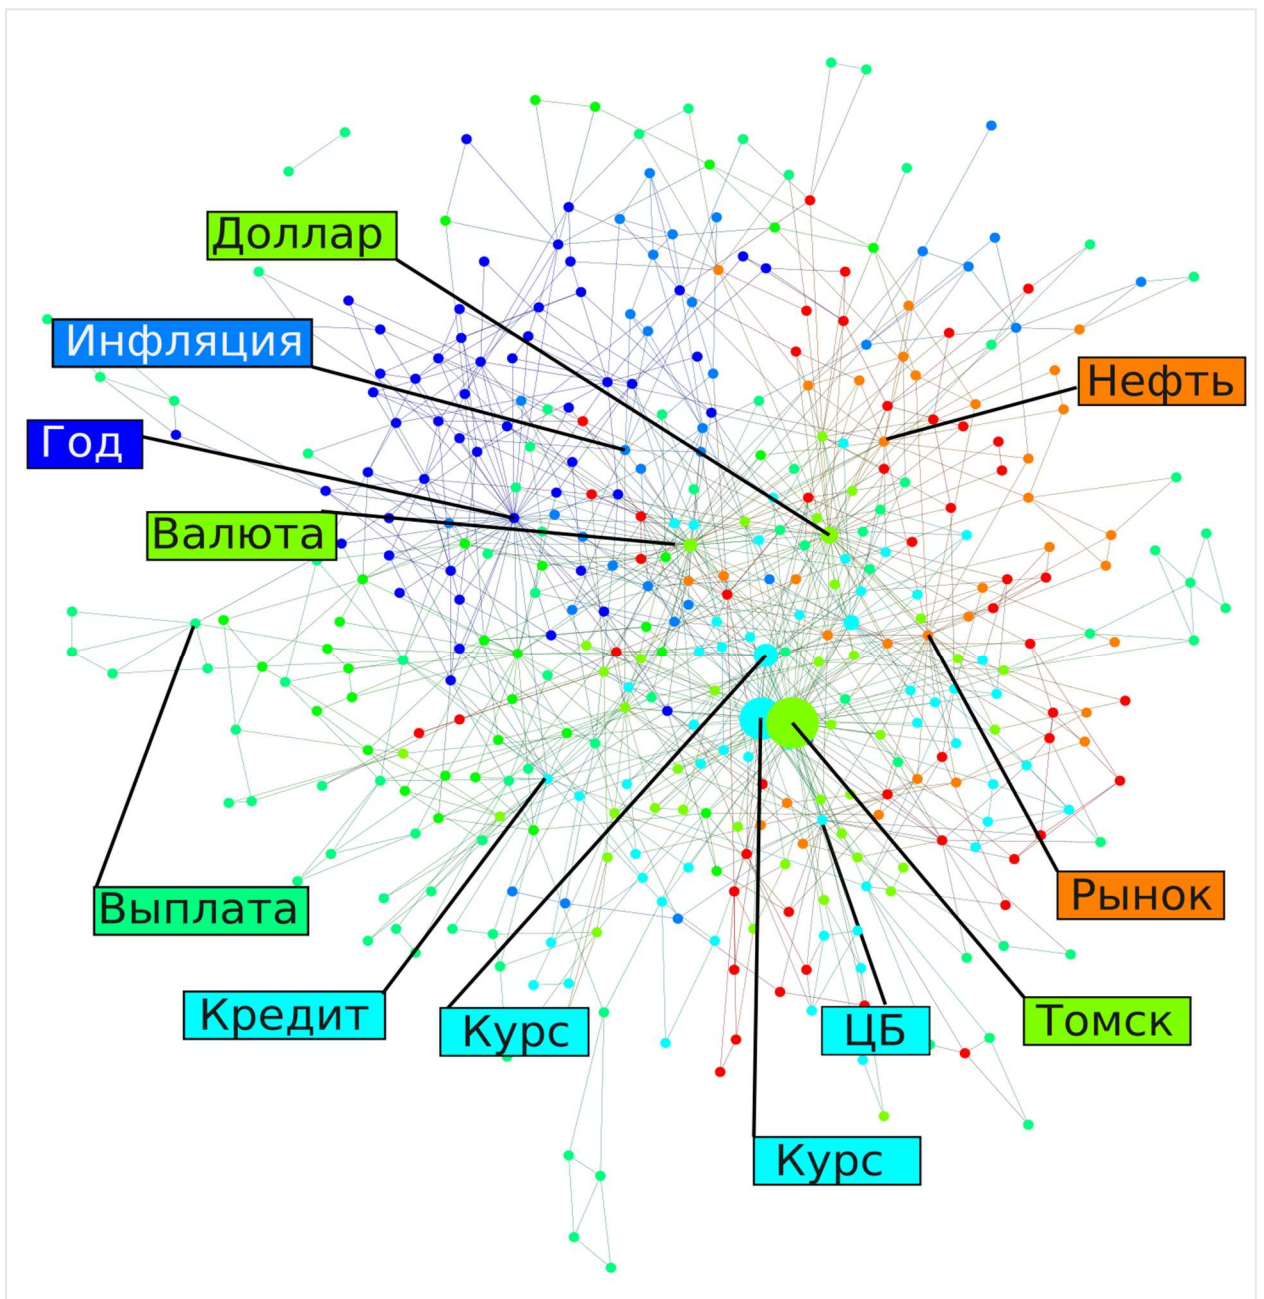 Доллар
Инфляция
Нефть
Год
Валюта
Выплата
Рынок
Кредит
Курс
ЦБ
Томск
Курс